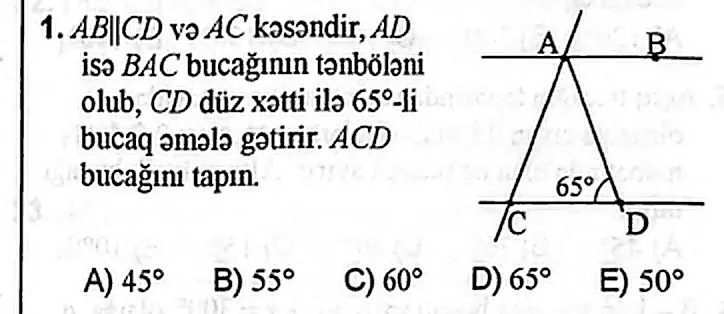 1. AB||CD və AC kəsəndir, AD
isə BAC bucağının tənböləni
olub, CD düz xətti ilə 65°-li
bucaq əmələ gətirir. ACD
bucağını tapın.
A B
65°
C D
A) 45° B) 55° C) 60° D) 65° E) 50°